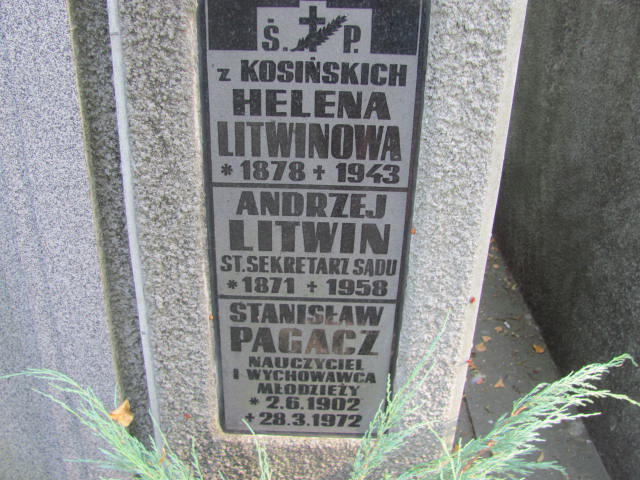 Ś. P.
z KOSIŃSKICH
HELENA
LITWINOWA
* 1878 + 1943
ANDRZEJ
LITWIN
ST. SEKRETARZ SĄDU
* 1871 + 1958
STANISŁAW
PAGACZ
NAUCZYCIEL
I WYCHOWAWCA
MŁODZIEŻY
* 2.6.1902
+ 28.3.1972